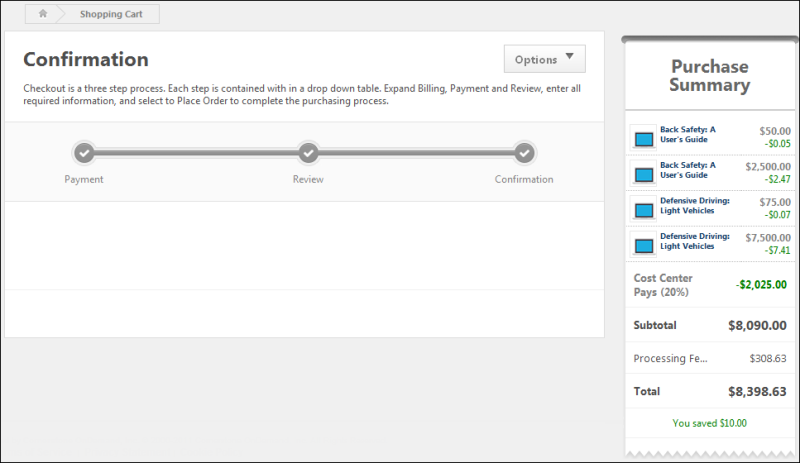 Shopping Cart
Confirmation
Options
Checkout is a three step process. Each step is contained with in a drop down table. Expand Billing, Payment and Review, enter all
required information, and select to Place Order to complete the purchasing process.
Payment
Review
Confirmation
Purchase
Summary
Back Safety: A
User's Guide
$50.00
-$0.05
Back Safety: A
User's Guide
$2,500.00
-$2.47
Defensive Driving:
Light Vehicles
$75.00
-$0.07
Defensive Driving:
Light Vehicles
$7,500.00
-$7.41
Cost Center
Pays (20%)
-$2,025.00
Subtotal
$8,090.00
Processing Fe...
$308.63
Total
$8,398.63
You saved $10.00